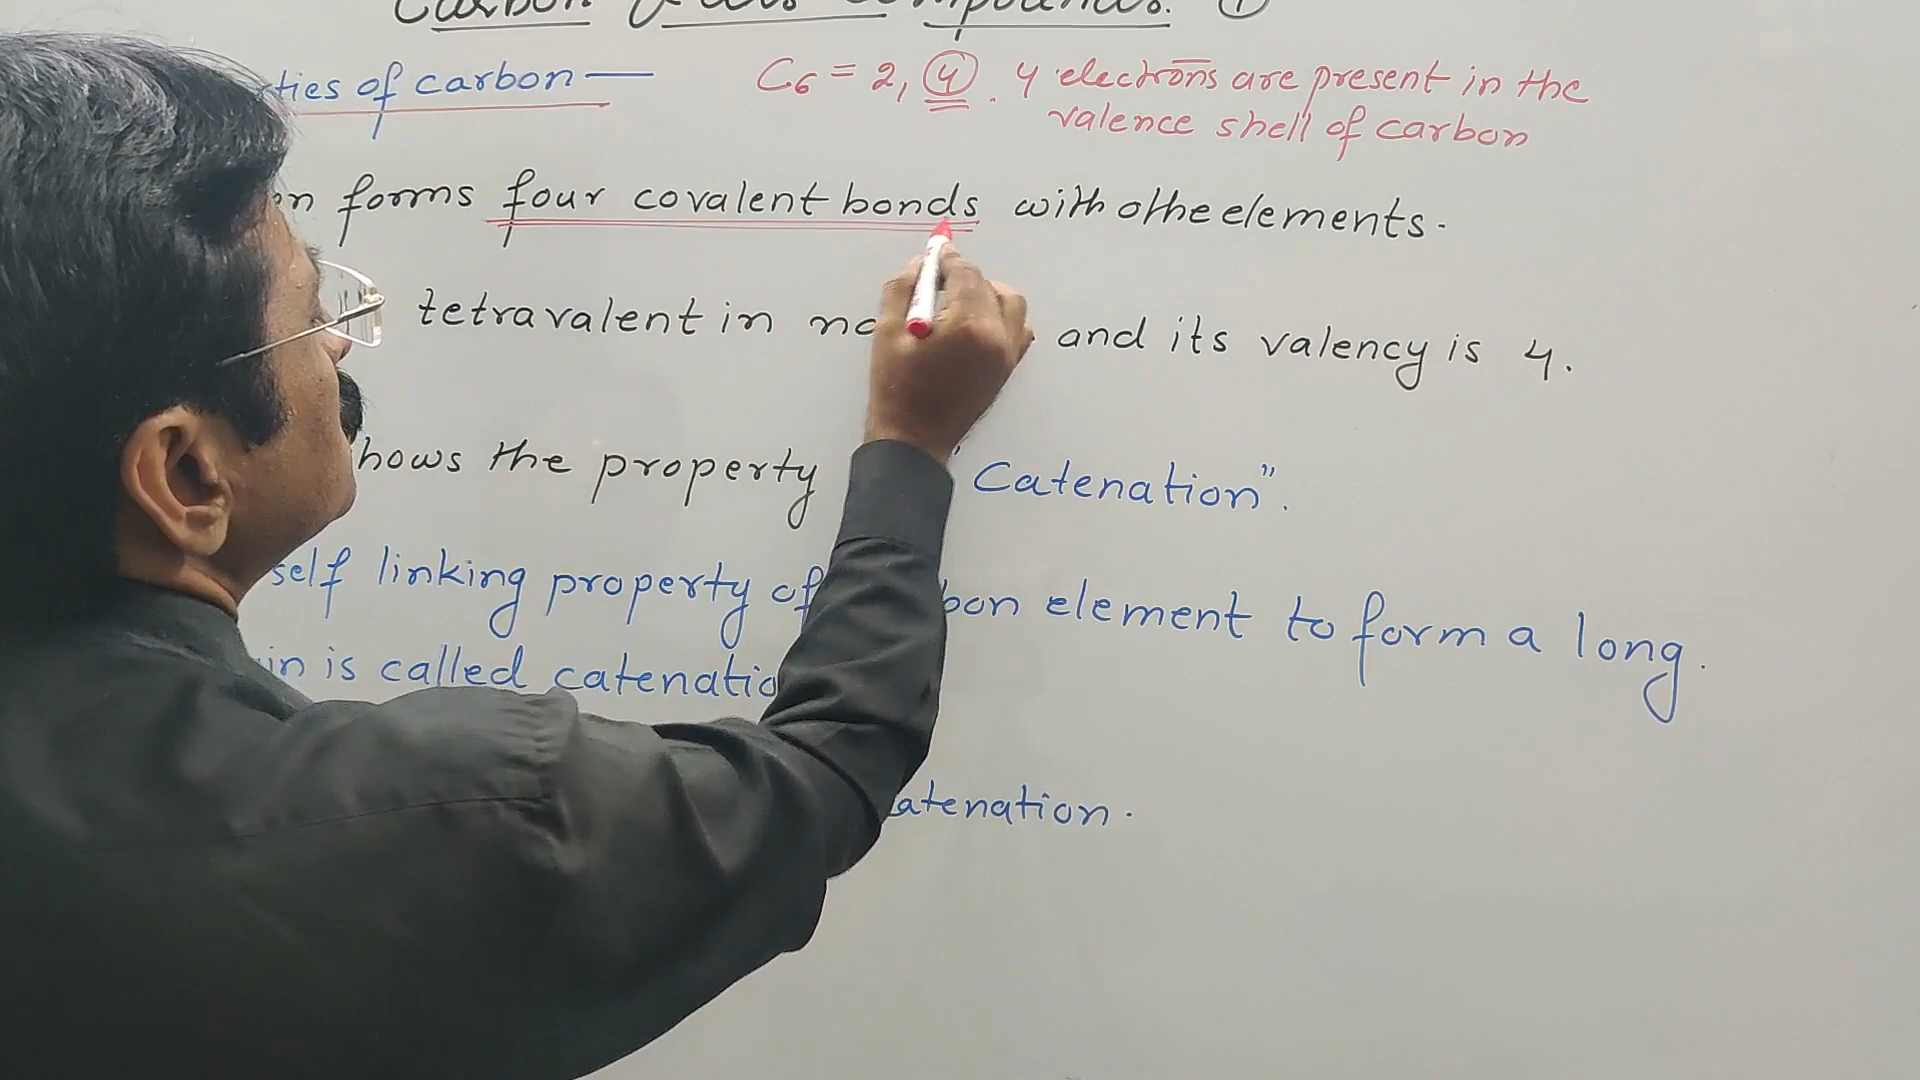 Carbon & its compounds. 1
ties of carbon —
C6 = 2, 4. 4 electrons are present in the
valence shell of carbon
on forms four covalent bonds with othe elements.
tetravalent in and its valency is 4.
hows the property "Catenation".
self linking property of bon element to form a long.
in is called catenatio
atenation.